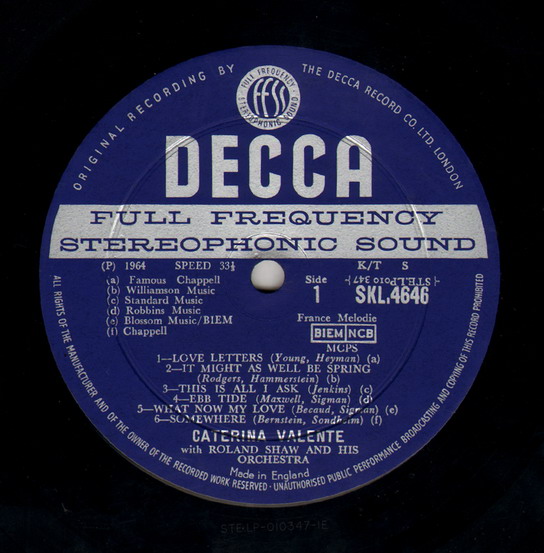 ORIGINAL RECORDING BY
THE DECCA RECORD CO. LTD. LONDON
FULL FREQUENCY
ffss
STEREOPHONIC SOUND
DECCA
FULL FREQUENCY
STEREOPHONIC SOUND
(P) 1964 SPEED 33⅓
K/T S
(a) Famous Chappell
(b) Williamson Music
(c) Standard Music
(d) Robbins Music
(e) Blossom Music/BIEM
(f) Chappell
Side
1
SKL.4646
France Melodie
BIEM NCB
MCPS
1—LOVE LETTERS (Young, Heyman) (a)
2—IT MIGHT AS WELL BE SPRING
(Rodgers, Hammerstein) (b)
3—THIS IS ALL I ASK (Jenkins) (c)
4—EBB TIDE (Maxwell, Sigman) (d)
5—WHAT NOW MY LOVE (Becaud, Sigman) (e)
6—SOMEWHERE (Bernstein, Sondheim) (f)
CATERINA VALENTE
with ROLAND SHAW AND HIS
ORCHESTRA
Made in England
ALL RIGHTS OF THE MANUFACTURER AND OF THE OWNER OF THE RECORDED WORK RESERVED · UNAUTHORISED PUBLIC PERFORMANCE BROADCASTING AND COPYING OF THIS RECORD PROHIBITED
STE:LP-010347-1E